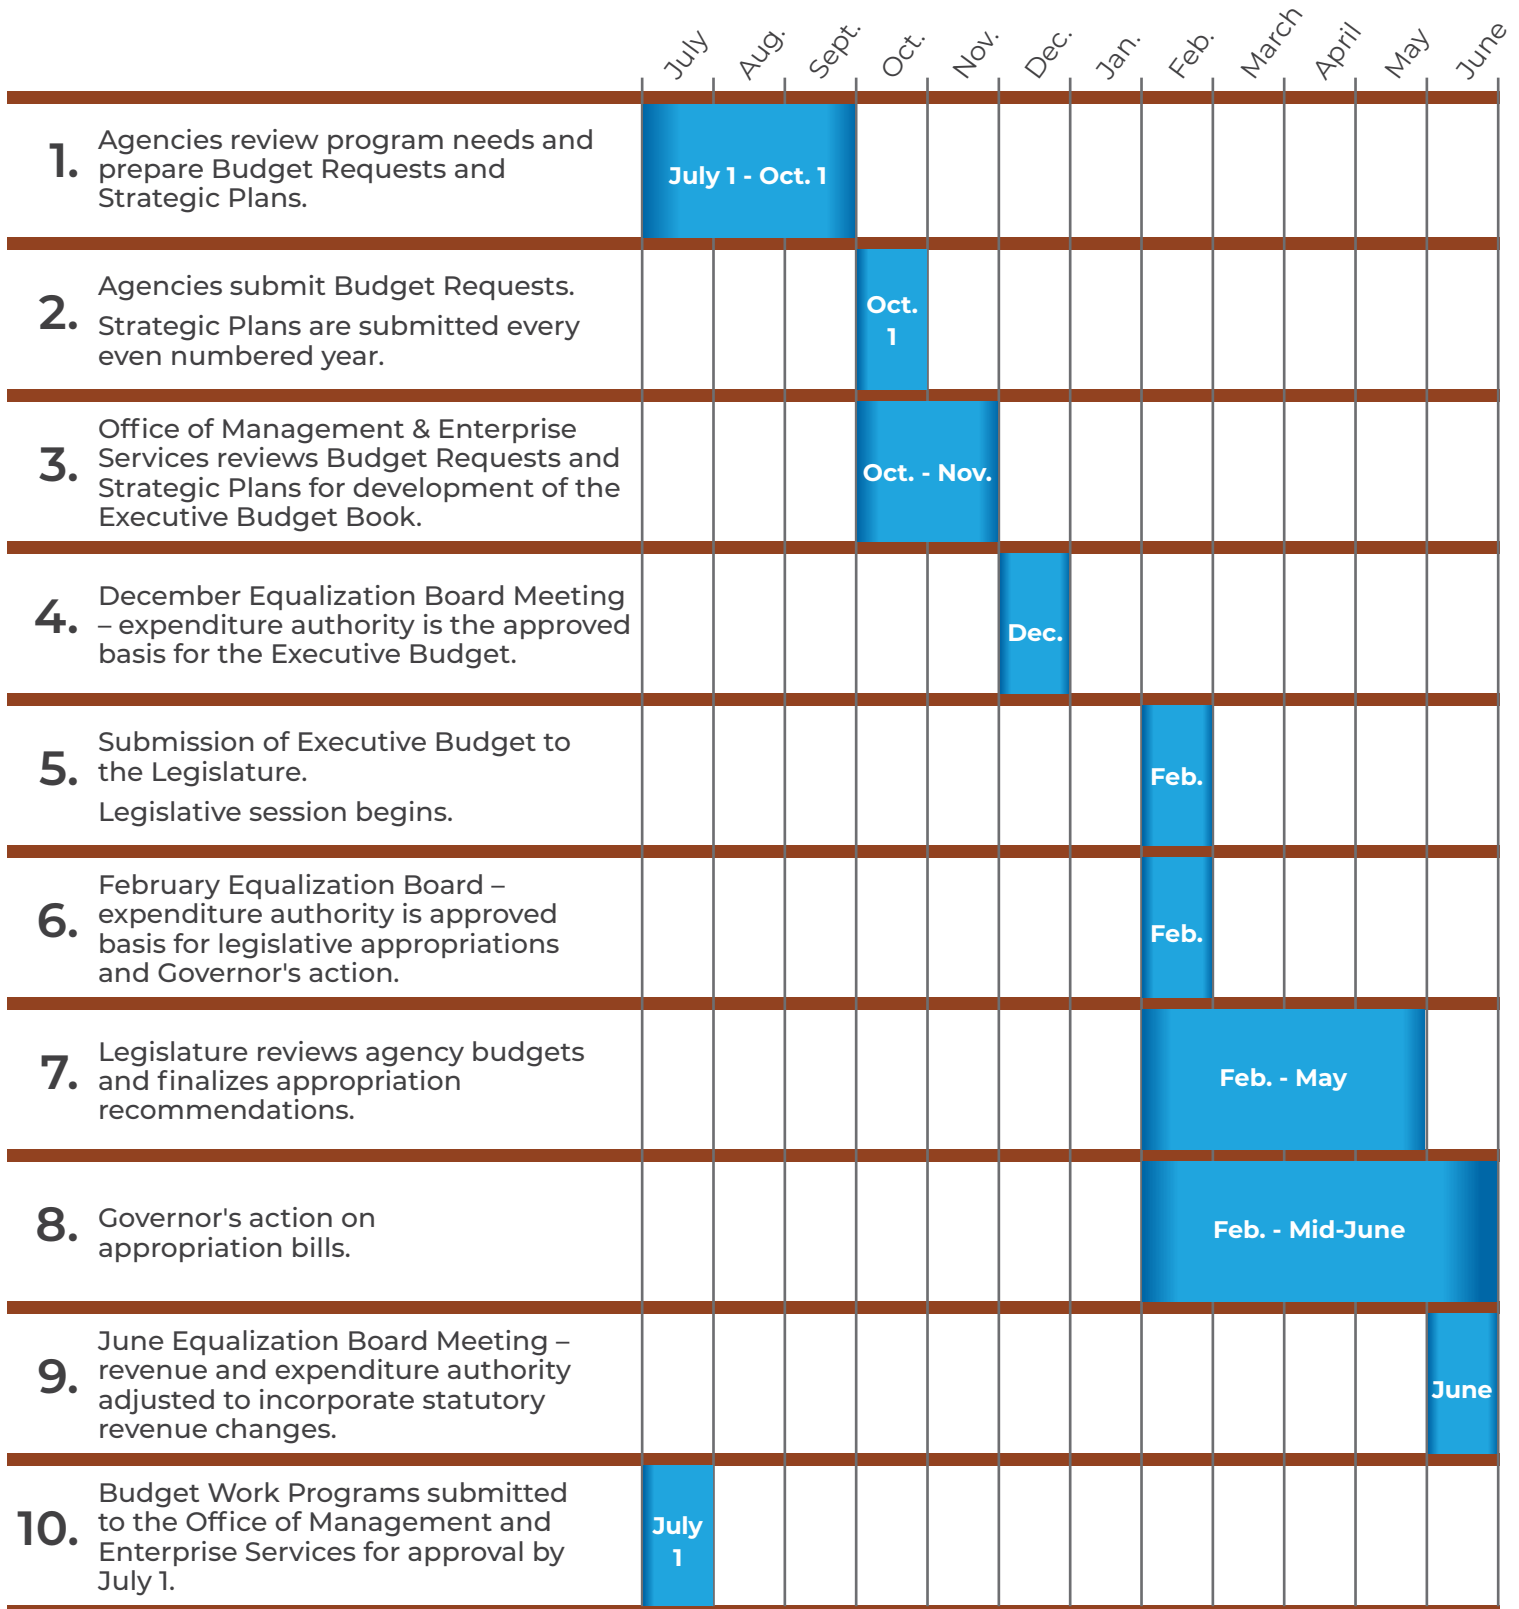 July Aug. Sept. Oct. Nov. Dec. Jan. Feb. March April May June
1.
Agencies review program needs and
prepare Budget Requests and
Strategic Plans.
July 1 - Oct. 1
2.
Agencies submit Budget Requests.
Strategic Plans are submitted every
even numbered year.
Oct.
1
3.
Office of Management & Enterprise
Services reviews Budget Requests and
Strategic Plans for development of the
Executive Budget Book.
Oct. - Nov.
4.
December Equalization Board Meeting
– expenditure authority is the approved
basis for the Executive Budget.
Dec.
5.
Submission of Executive Budget to
the Legislature.
Legislative session begins.
Feb.
6.
February Equalization Board –
expenditure authority is approved
basis for legislative appropriations
and Governor's action.
Feb.
7.
Legislature reviews agency budgets
and finalizes appropriation
recommendations.
Feb. - May
8.
Governor's action on
appropriation bills.
Feb. - Mid-June
9.
June Equalization Board Meeting –
revenue and expenditure authority
adjusted to incorporate statutory
revenue changes.
June
10.
Budget Work Programs submitted
to the Office of Management and
Enterprise Services for approval by
July 1.
July
1